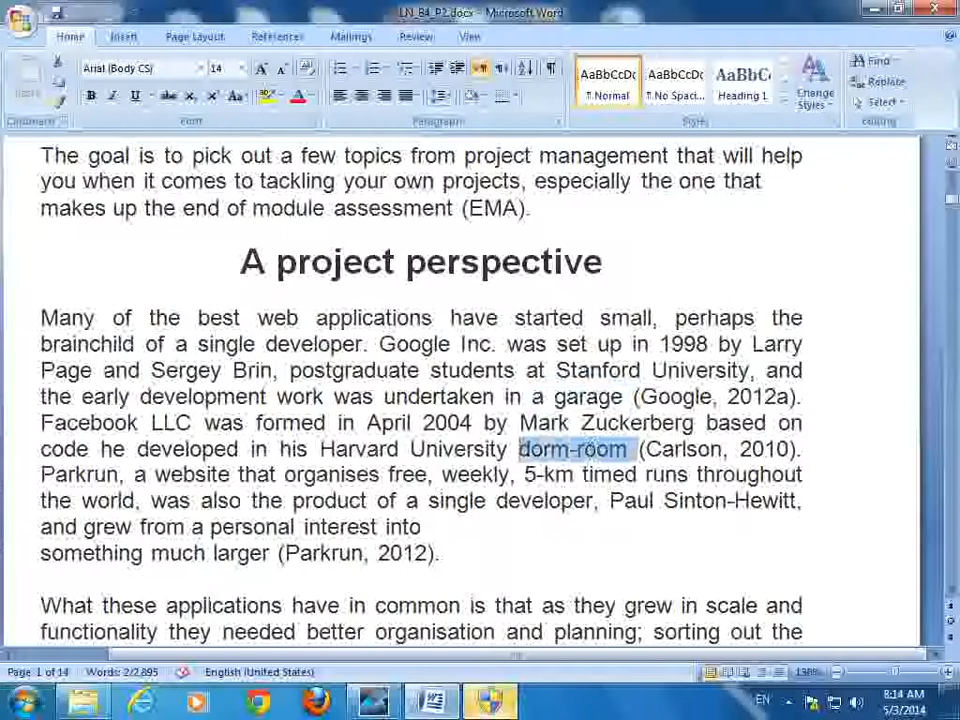 LN_B4_P2.docx - Microsoft Word
Home Insert Page Layout References Mailings Review View
Arial (Body CS) 14
AaBbCcDc AaBbCcDc AaBbC
¶ Normal ¶ No Spaci... Heading 1
Change Styles
Find
Replace
Select
Clipboard Font Paragraph Styles Editing
The goal is to pick out a few topics from project management that will help
you when it comes to tackling your own projects, especially the one that
makes up the end of module assessment (EMA).
A project perspective
Many of the best web applications have started small, perhaps the
brainchild of a single developer. Google Inc. was set up in 1998 by Larry
Page and Sergey Brin, postgraduate students at Stanford University, and
the early development work was undertaken in a garage (Google, 2012a).
Facebook LLC was formed in April 2004 by Mark Zuckerberg based on
code he developed in his Harvard University dorm-room (Carlson, 2010).
Parkrun, a website that organises free, weekly, 5-km timed runs throughout
the world, was also the product of a single developer, Paul Sinton-Hewitt,
and grew from a personal interest into
something much larger (Parkrun, 2012).
What these applications have in common is that as they grew in scale and
functionality they needed better organisation and planning; sorting out the
Page 1 of 14 Words: 2/2,895 English (United States) 138%
EN 8:14 AM
5/3/2014